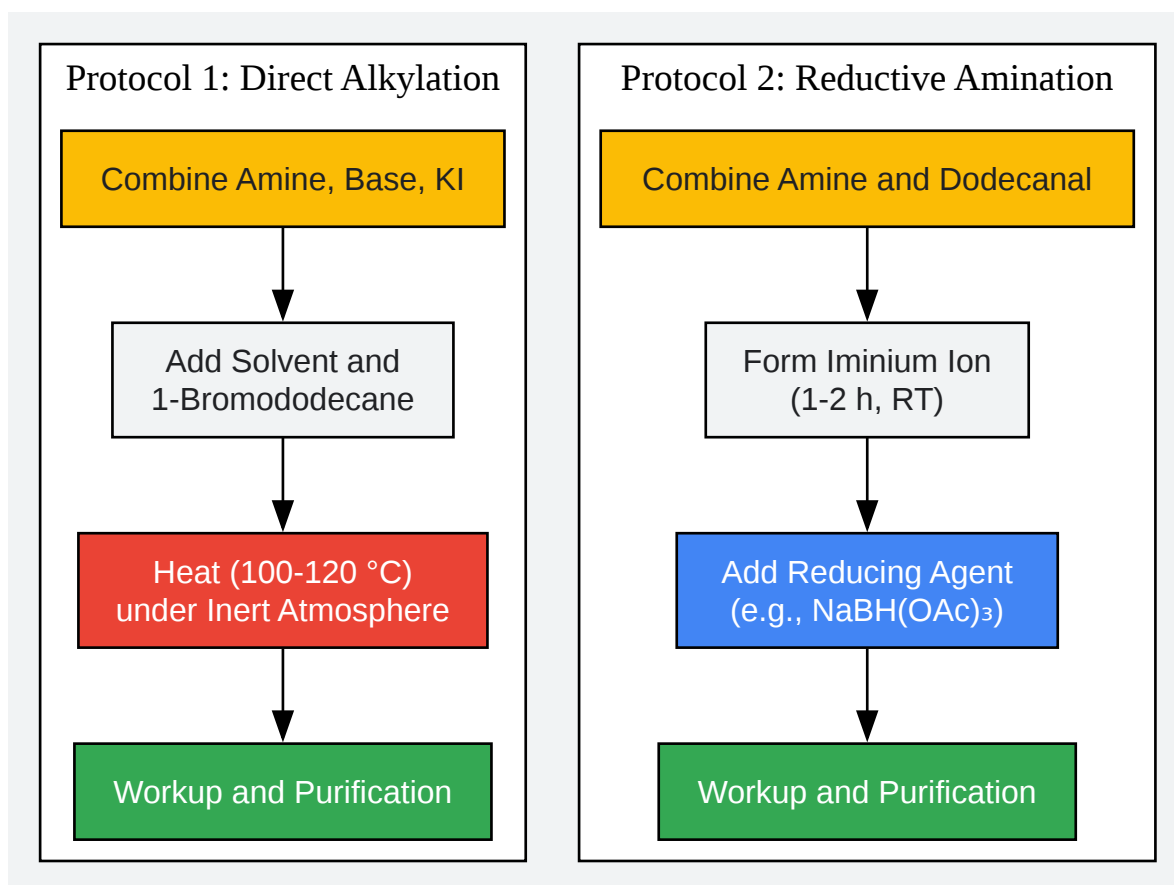 Protocol 1: Direct Alkylation
Combine Amine, Base, KI
Add Solvent and
1-Bromododecane
Heat (100-120 °C)
under Inert Atmosphere
Workup and Purification
Protocol 2: Reductive Amination
Combine Amine and Dodecanal
Form Iminium Ion
(1-2 h, RT)
Add Reducing Agent
(e.g., NaBH(OAc)₃)
Workup and Purification